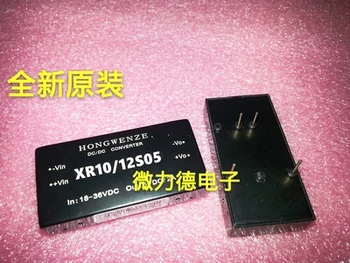 全新原装
HONGWENZE
DC/DC CONVERTER
+-Vin
-Vo+
XR10/12S05
++Vin
+Vo+
In: 18-36VDC
微力德电子